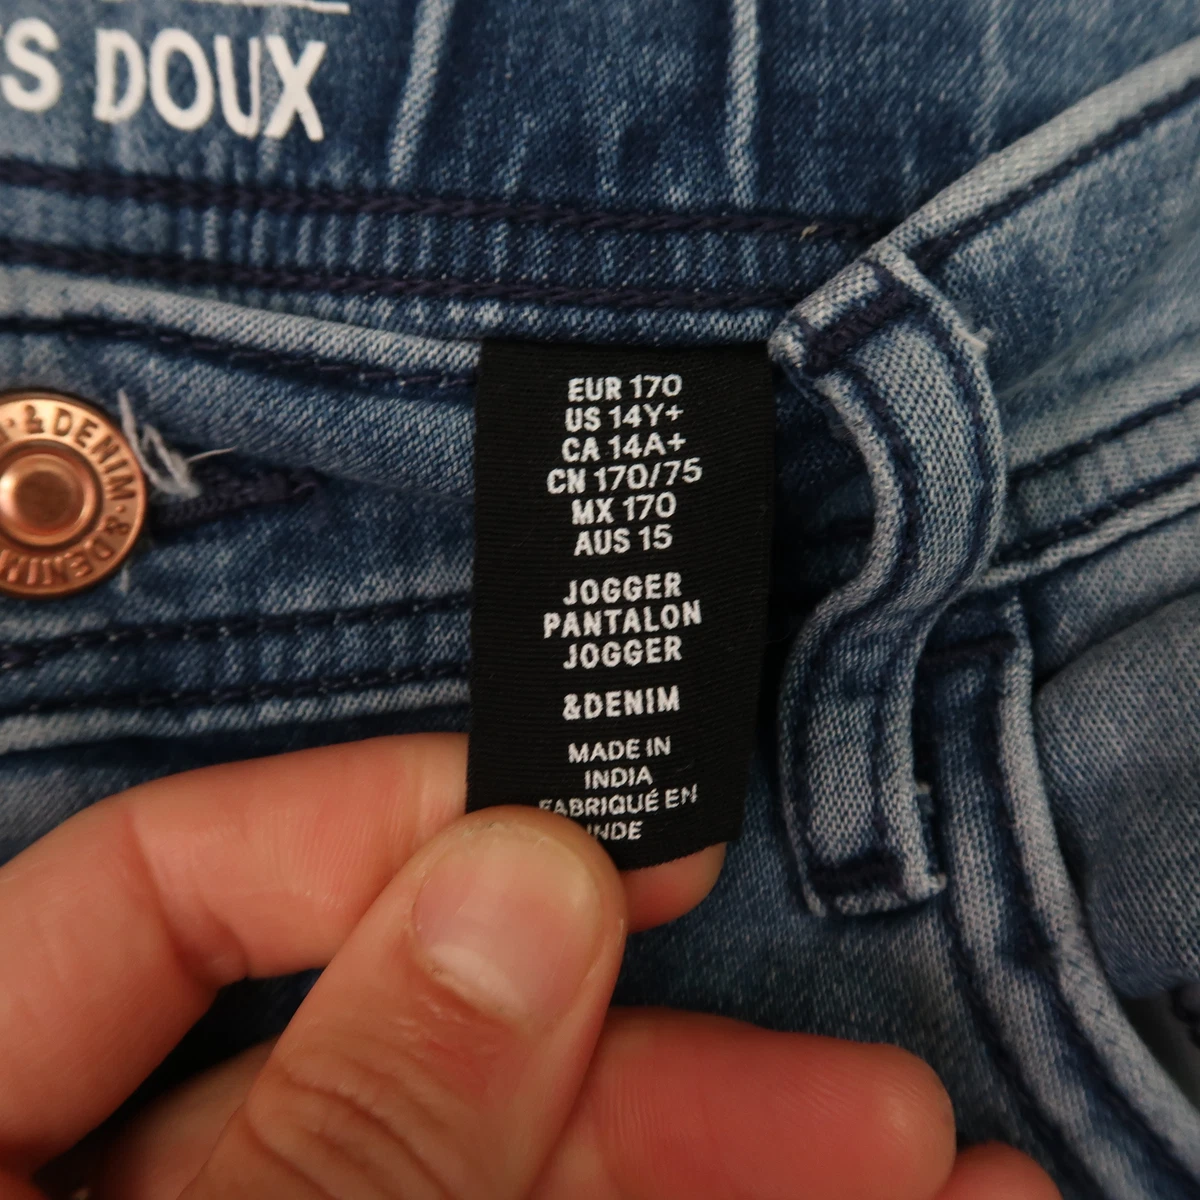 S DOUX
EUR 170
US 14Y+
CA 14A+
CN 170/75
MX 170
AUS 15
JOGGER
PANTALON
JOGGER
&DENIM
MADE IN
INDIA
FABRIQUÉ EN
INDE
· & DENIM · & DENIM